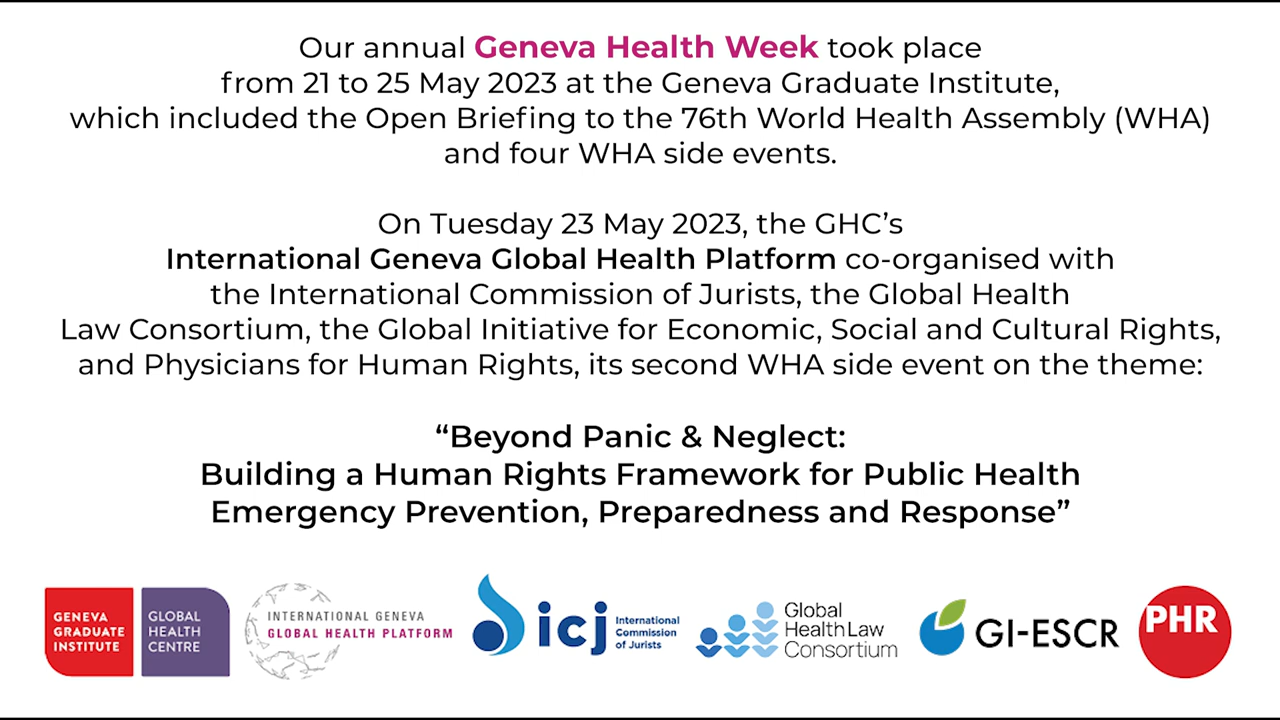 Our annual Geneva Health Week took place
from 21 to 25 May 2023 at the Geneva Graduate Institute,
which included the Open Briefing to the 76th World Health Assembly (WHA)
and four WHA side events.
On Tuesday 23 May 2023, the GHC’s
International Geneva Global Health Platform co-organised with
the International Commission of Jurists, the Global Health
Law Consortium, the Global Initiative for Economic, Social and Cultural Rights,
and Physicians for Human Rights, its second WHA side event on the theme:
“Beyond Panic & Neglect:
Building a Human Rights Framework for Public Health
Emergency Prevention, Preparedness and Response”
GENEVA
GRADUATE
INSTITUTE
GLOBAL
HEALTH
CENTRE
INTERNATIONAL GENEVA
GLOBAL HEALTH PLATFORM
icj
International
Commission
of Jurists
Global
Health Law
Consortium
GI-ESCR
PHR